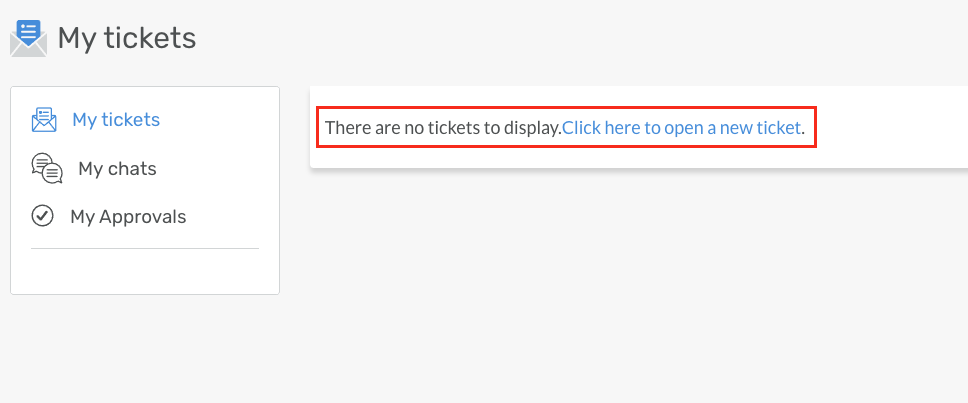 My tickets
My tickets
My chats
My Approvals
There are no tickets to display.Click here to open a new ticket.